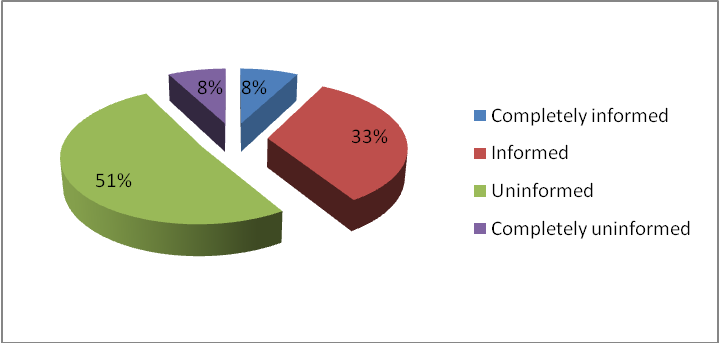 8% 8%
33%
51%
Completely informed
Informed
Uninformed
Completely uninformed